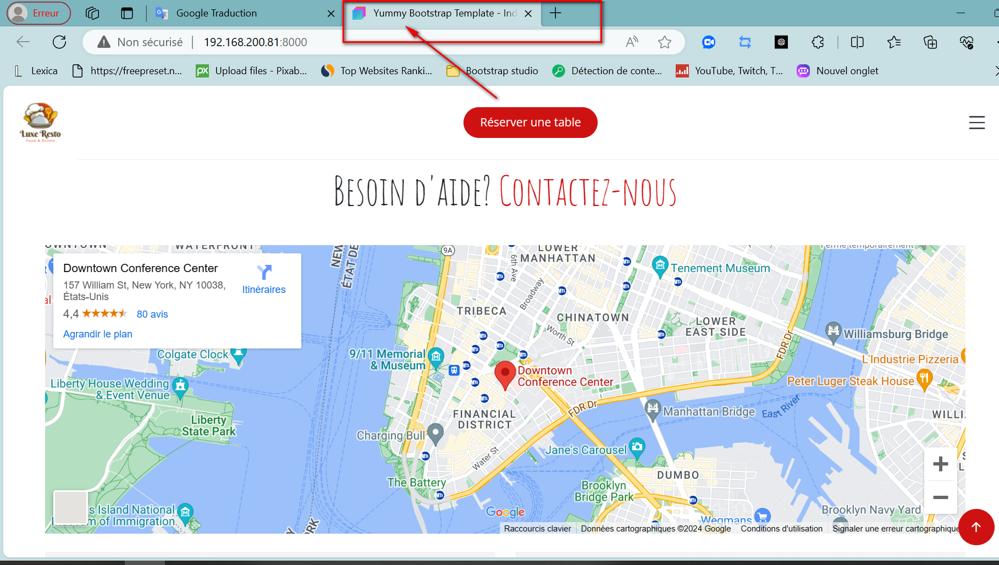 Erreur
Google Traduction
Yummy Bootstrap Template - Ind
Non sécurisé
192.168.200.81:8000
Lexica
https://freepreset.n...
Upload files - Pixab...
Top Websites Ranki...
Bootstrap studio
Détection de conte...
YouTube, Twitch, T...
Nouvel onglet
Luxe Resto
Food & Drinks
Réserver une table
Besoin d'aide? Contactez-nous
Downtown Conference Center
157 William St, New York, NY 10038,
États-Unis
Itinéraires
4,4
80 avis
Agrandir le plan
WATERFRONT
NEW
ÉTAT DE
9A
6th Ave
LOWER
MANHATTAN
Broadway
Tenement Museum
TRIBECA
CHINATOWN
Worth St
LOWER
EAST SIDE
FDR Dr
Williamsburg Bridge
L'Industrie Pizzeria
Peter Luger Steak House
Colgate Clock
9/11 Memorial
& Museum
Downtown
Conference Center
Liberty House Wedding
& Event Venue
Liberty
State Park
FINANCIAL
DISTRICT
FDR Dr
Manhattan Bridge
East River
WILLI
Charging Bull
Water St
Jane's Carousel
DUMBO
The Battery
Brooklyn
Bridge Park
Brooklyn Navy Yard
s Island National
m of Immigration
Google
Wegmans
Raccourcis clavier
Données cartographiques ©2024 Google
Conditions d'utilisation
Signaler une erreur cartographique